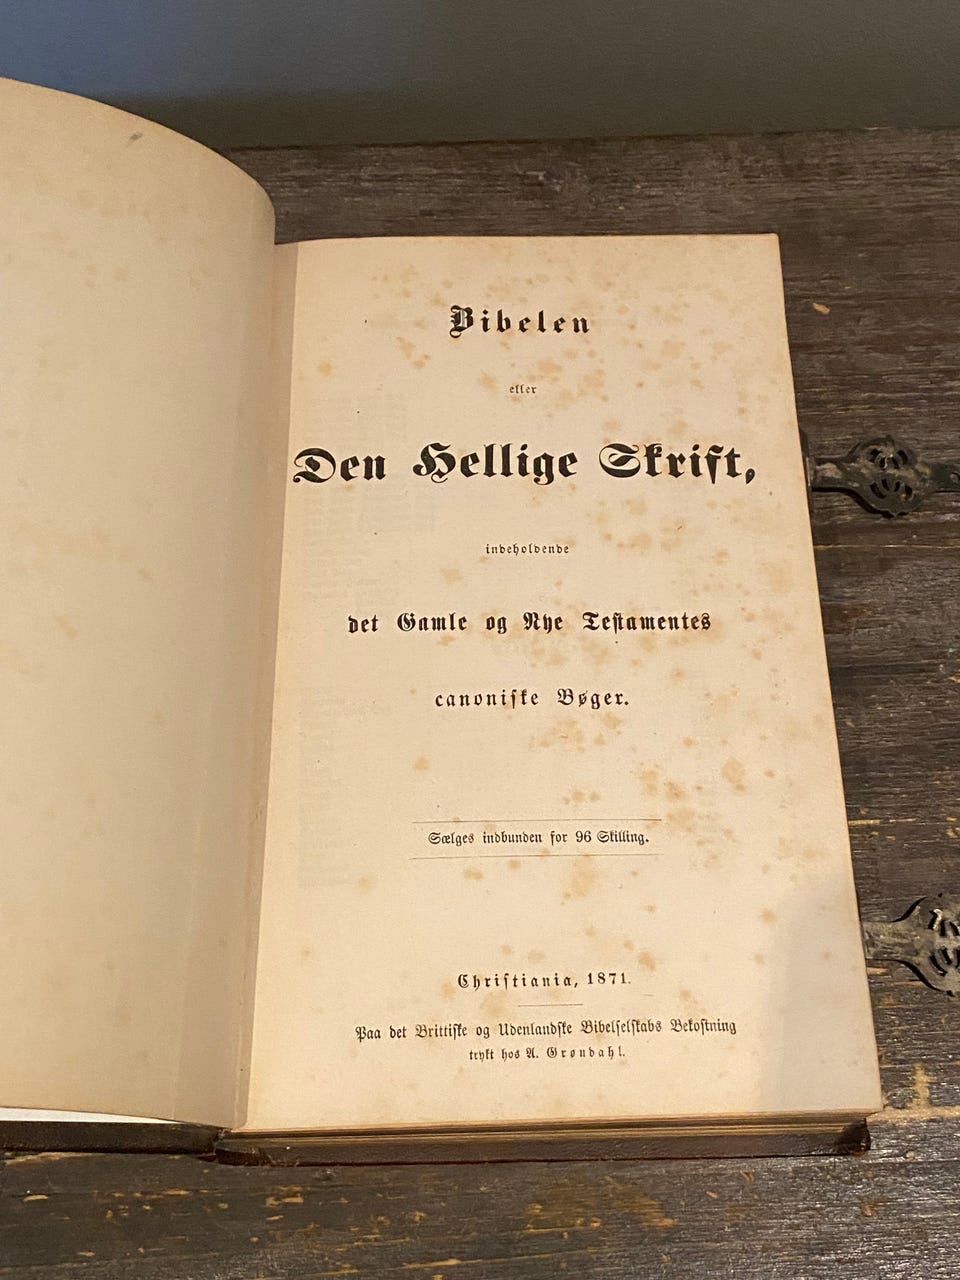 Bibelen
eller
Den Hellige Skrift,
indeholdende
det Gamle og Nye Testamentes
canoniske Bøger.
Sælges indbunden for 96 Skilling.
Christiania, 1871.
Paa det Brittiske og Udenlandske Bibelselskabs Bekostning
trykt hos A. Grøndahl.